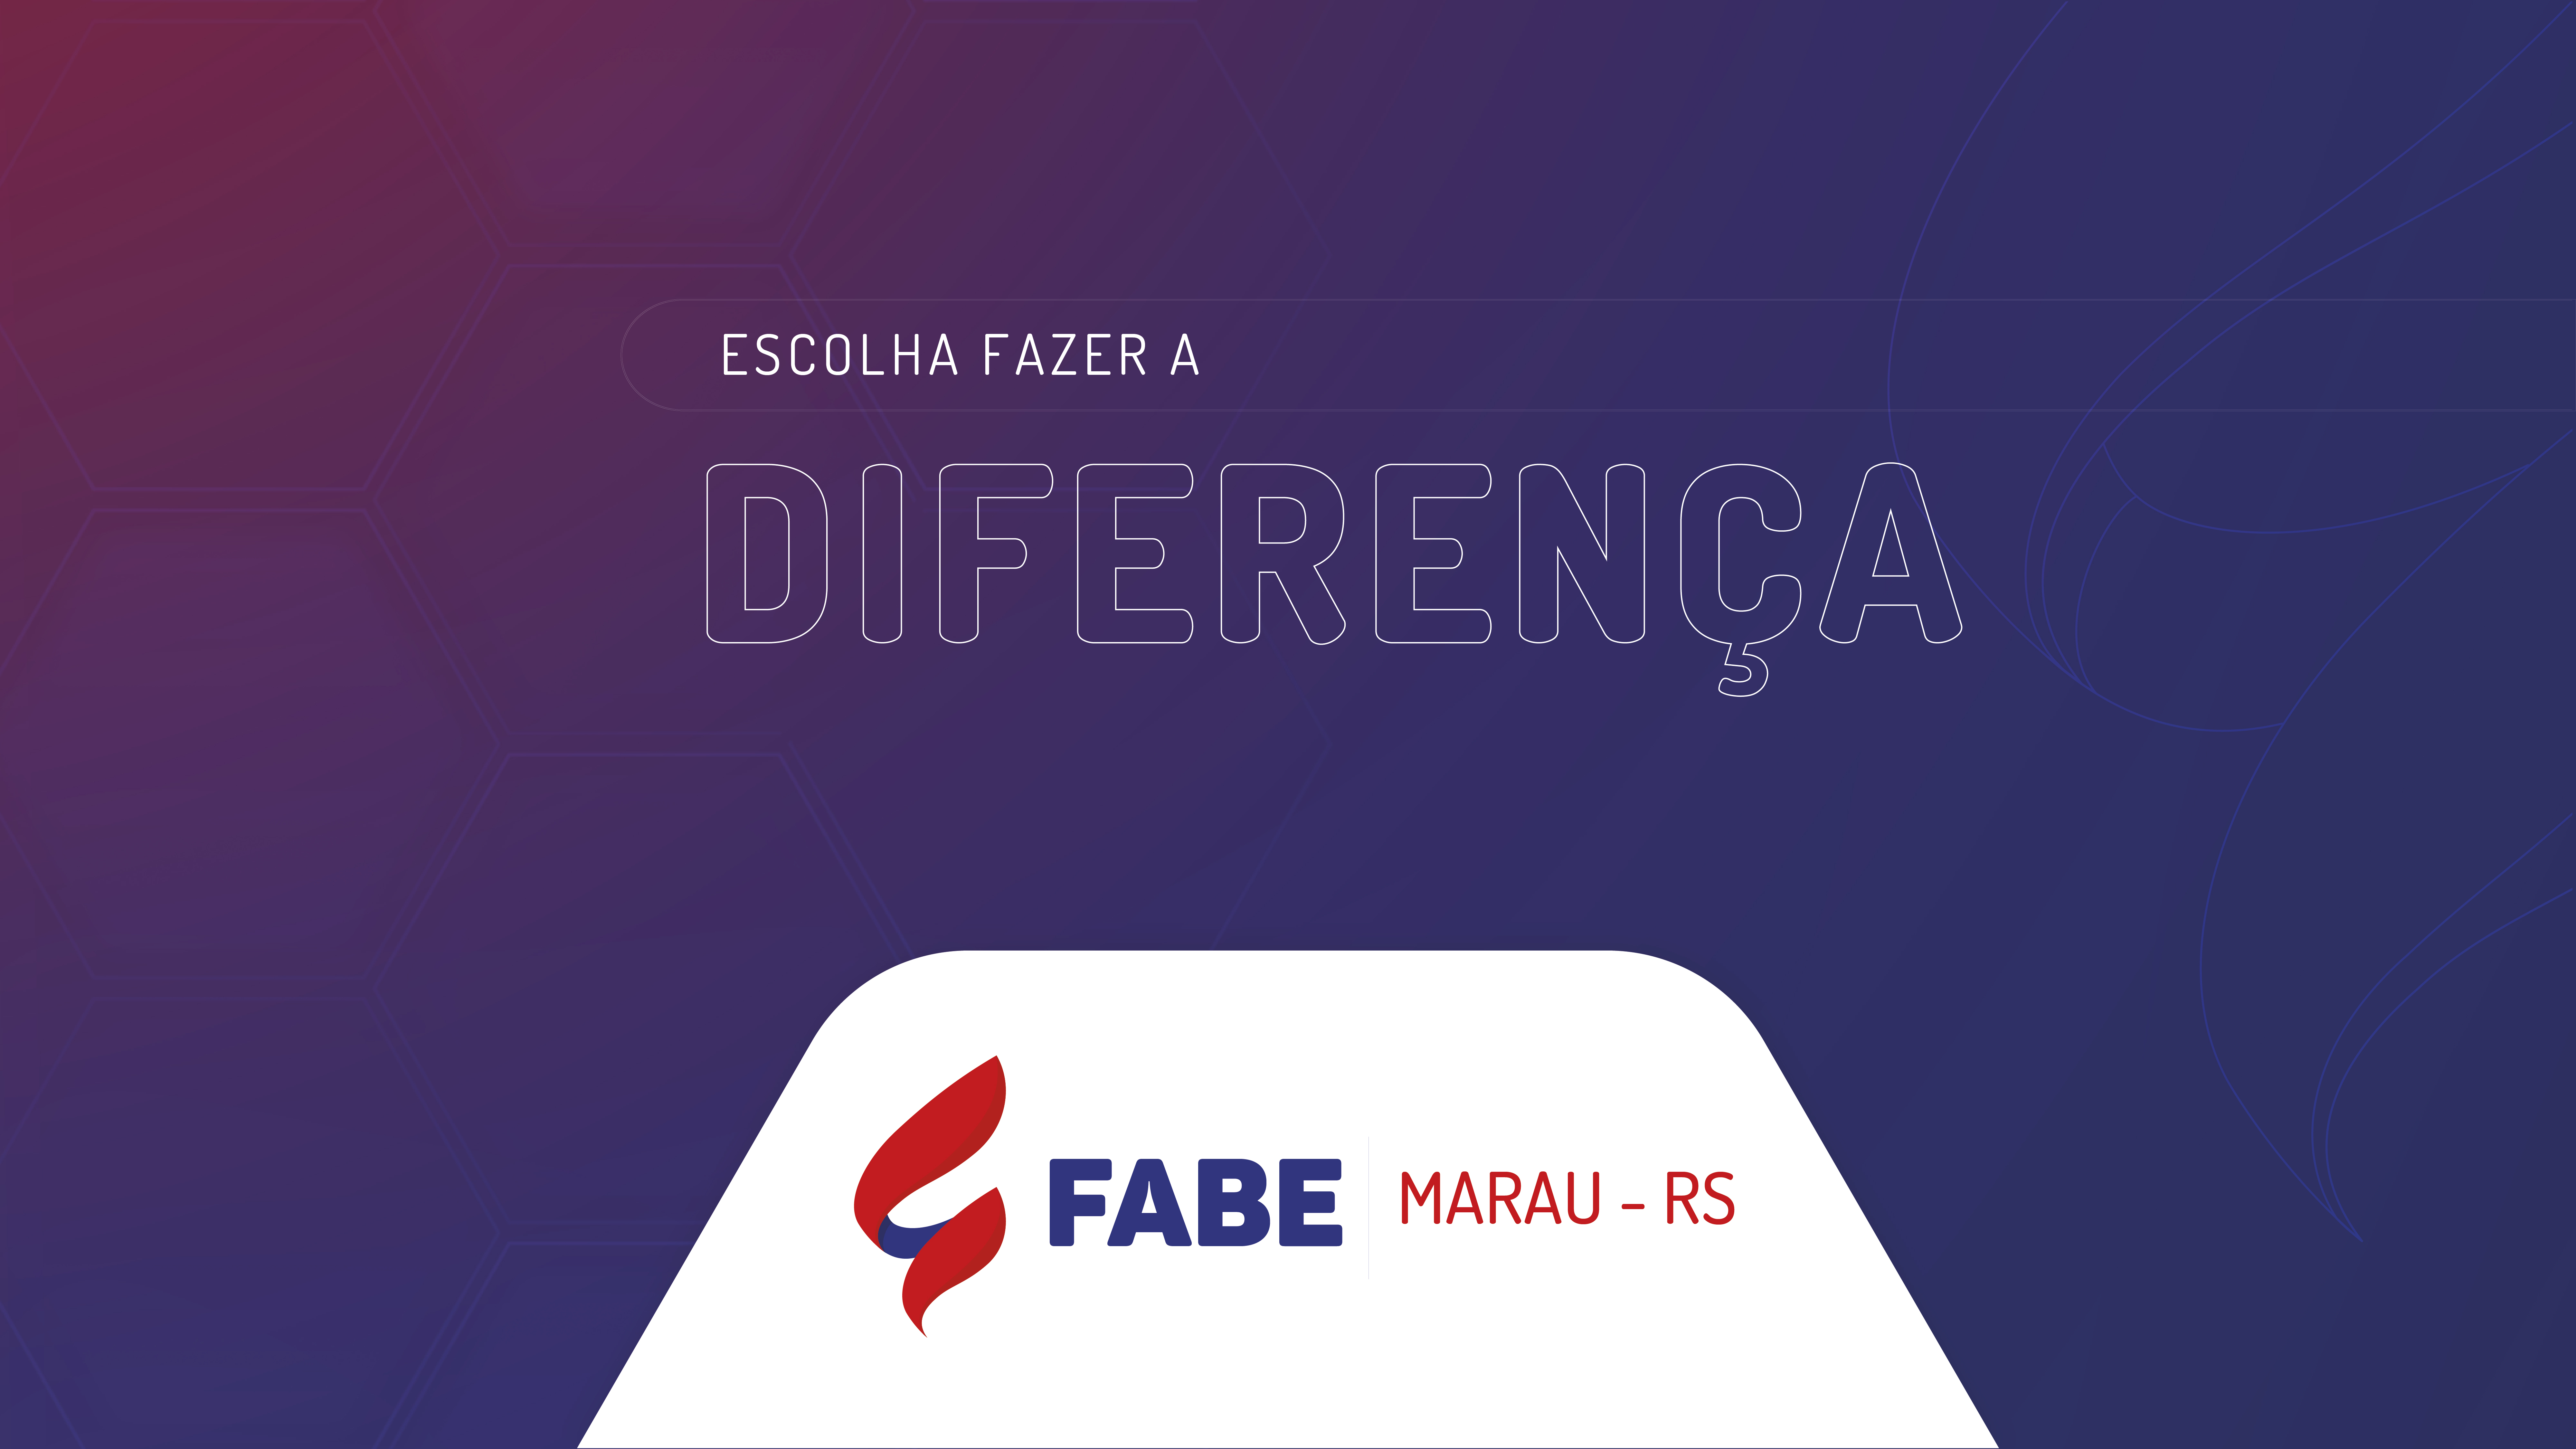 ESCOLHA FAZER A
DIFERENÇA
FABE MARAU - RS